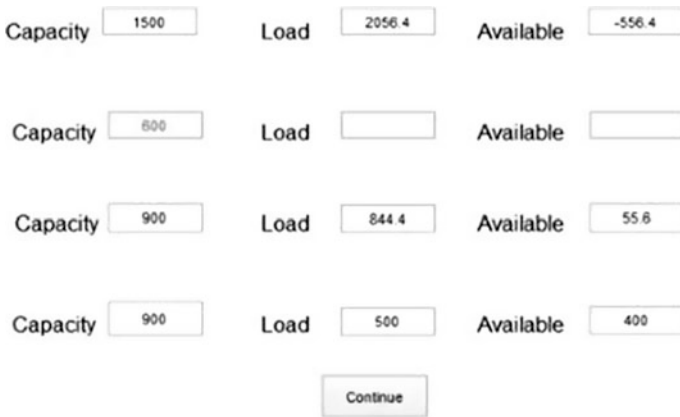 Capacity 1500 Load 2056.4 Available -556.4
Capacity 600 Load Available
Capacity 900 Load 844.4 Available 55.6
Capacity 900 Load 500 Available 400
Continue